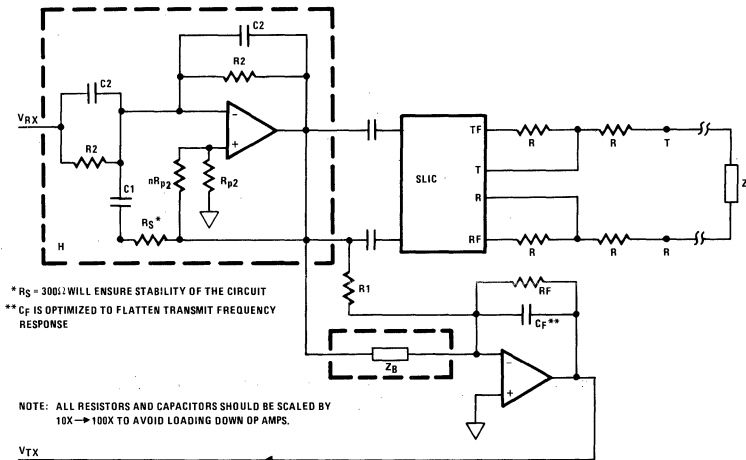 C2
R2
C2
VRX
R2
−
+
nRp2
Rp2
C1
RS*
H
SLIC
TF
T
R
RF
R
R
T
R
R
R
Z
R1
RF
CF**
ZB
−
+
* RS = 300Ω WILL ENSURE STABILITY OF THE CIRCUIT
** CF IS OPTIMIZED TO FLATTEN TRANSMIT FREQUENCY
RESPONSE
NOTE: ALL RESISTORS AND CAPACITORS SHOULD BE SCALED BY
10X→100X TO AVOID LOADING DOWN OP AMPS.
VTX